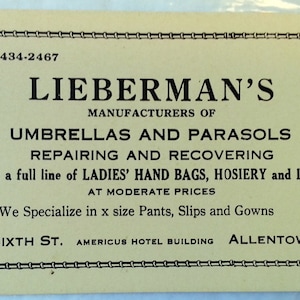 434-2467
LIEBERMAN'S
MANUFACTURERS OF
UMBRELLAS AND PARASOLS
REPAIRING AND RECOVERING
a full line of LADIES' HAND BAGS, HOSIERY and
AT MODERATE PRICES
We Specialize in x size Pants, Slips and Gowns
IXTH ST. AMERICUS HOTEL BUILDING ALLENTOW